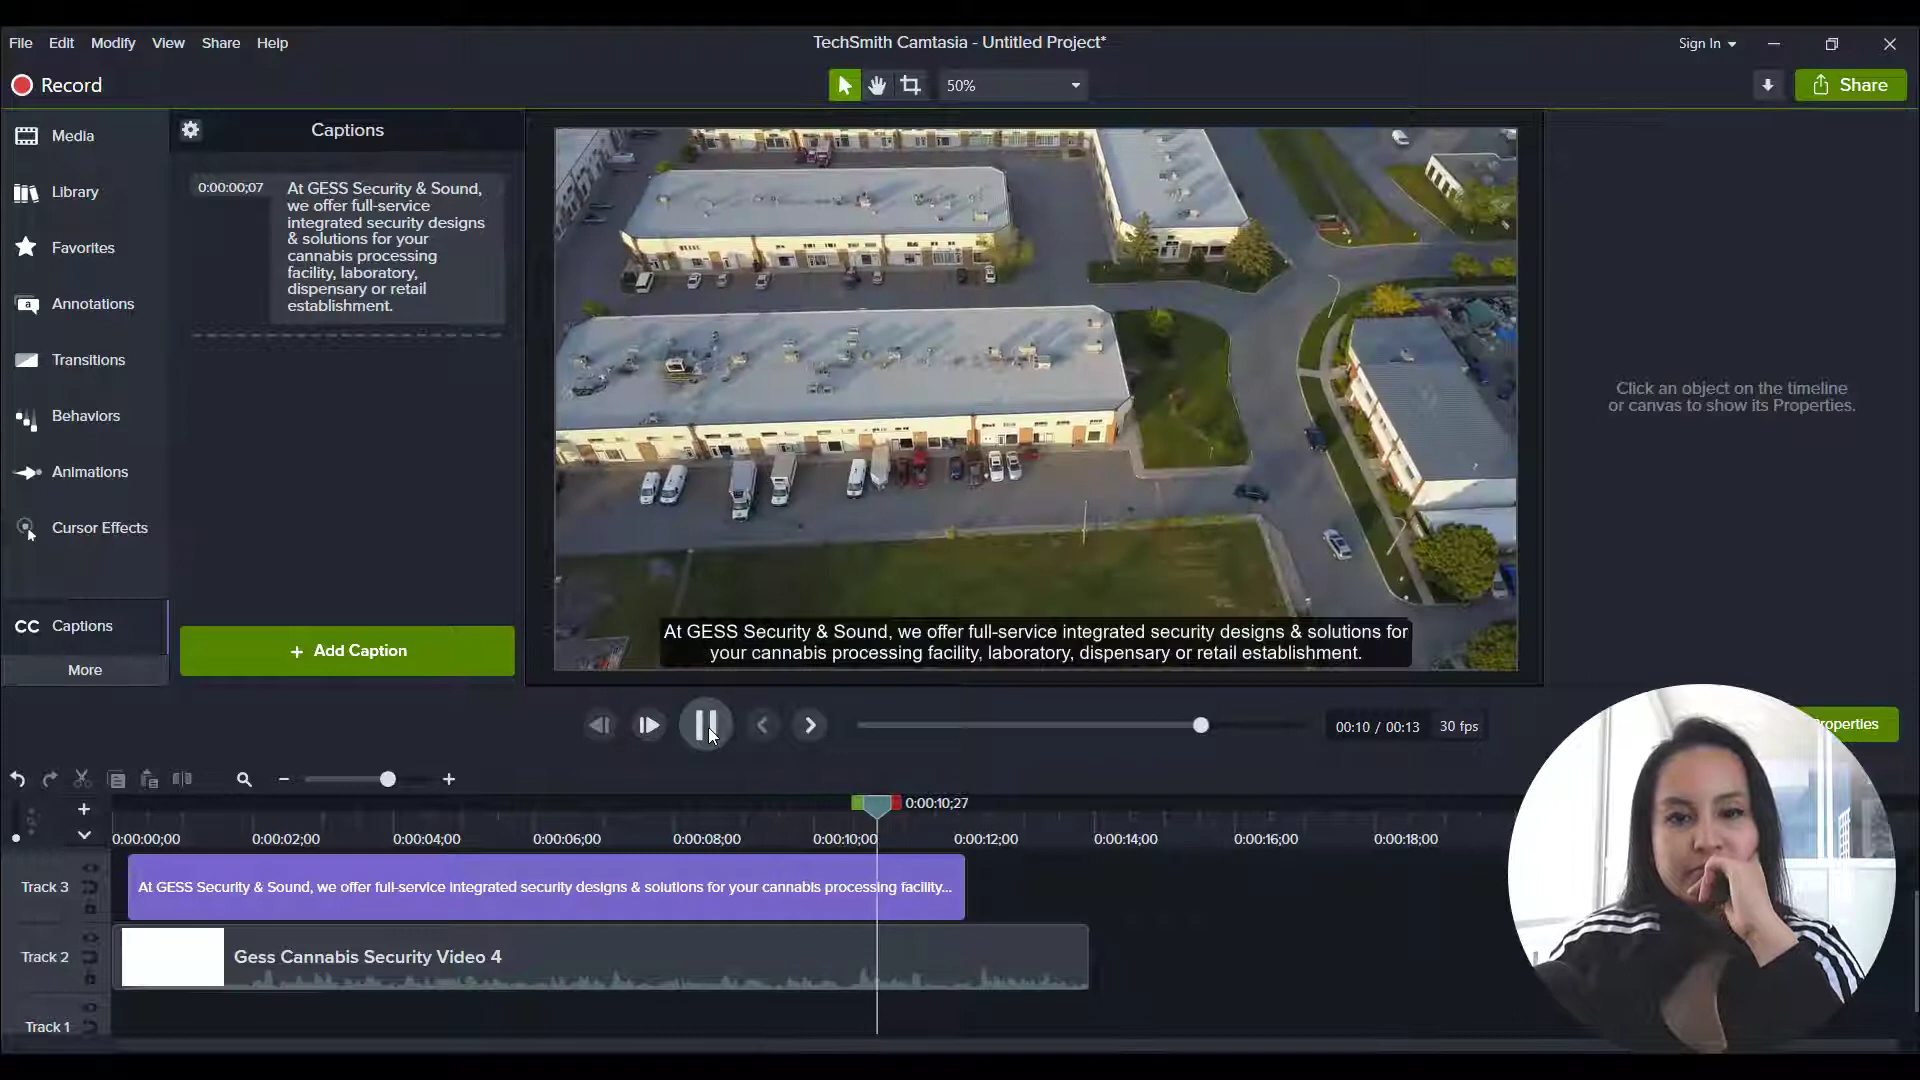 File Edit Modify View Share Help
TechSmith Camtasia - Untitled Project*
Sign In
Record
50%
Share
Media
Library
Favorites
Annotations
Transitions
Behaviors
Animations
Cursor Effects
CC Captions
More
Captions
0:00:00;07
At GESS Security & Sound,
we offer full-service
integrated security designs
& solutions for your
cannabis processing
facility, laboratory,
dispensary or retail
establishment.
+ Add Caption
At GESS Security & Sound, we offer full-service integrated security designs & solutions for
your cannabis processing facility, laboratory, dispensary or retail establishment.
Click an object on the timeline
or canvas to show its Properties.
00:10 / 00:13 30 fps
roperties
0:00:10;27
0:00:00;00 0:00:02;00 0:00:04;00 0:00:06;00 0:00:08;00 0:00:10;00 0:00:12;00 0:00:14;00 0:00:16;00 0:00:18;00
Track 3
At GESS Security & Sound, we offer full-service integrated security designs & solutions for your cannabis processing facility...
Track 2
Gess Cannabis Security Video 4
Track 1